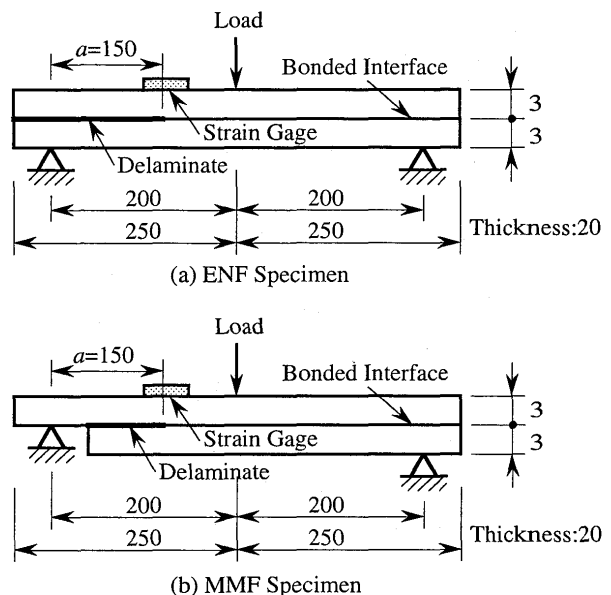 Load
a=150
Bonded Interface
3
Strain Gage
3
Delaminate
200
200
250
250
Thickness:20
(a) ENF Specimen
Load
a=150
Bonded Interface
3
Strain Gage
3
Delaminate
200
200
250
250
Thickness:20
(b) MMF Specimen